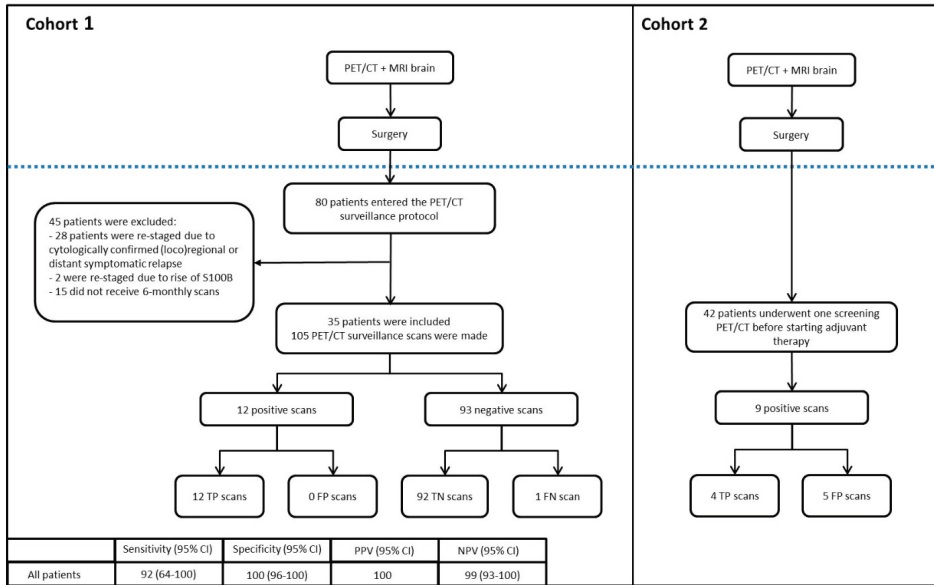 Cohort 1
PET/CT + MRI brain
Surgery
80 patients entered the PET/CT
surveillance protocol
45 patients were excluded:
- 28 patients were re-staged due to
cytologically confirmed (loco)regional or
distant symptomatic relapse
- 2 were re-staged due to rise of S100B
- 15 did not receive 6-monthly scans
35 patients were included
105 PET/CT surveillance scans were made
12 positive scans
93 negative scans
12 TP scans
0 FP scans
92 TN scans
1 FN scan
Sensitivity (95% CI) Specificity (95% CI) PPV (95% CI) NPV (95% CI)
All patients 92 (64-100) 100 (96-100) 100 99 (93-100)
Cohort 2
PET/CT + MRI brain
Surgery
42 patients underwent one screening
PET/CT before starting adjuvant
therapy
9 positive scans
4 TP scans
5 FP scans